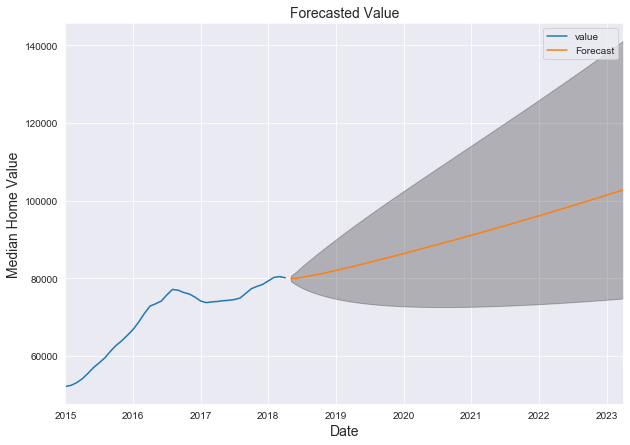 Forecasted Value
value
Forecast
Median Home Value
140000
120000
100000
80000
60000
2015 2016 2017 2018 2019 2020 2021 2022 2023
Date